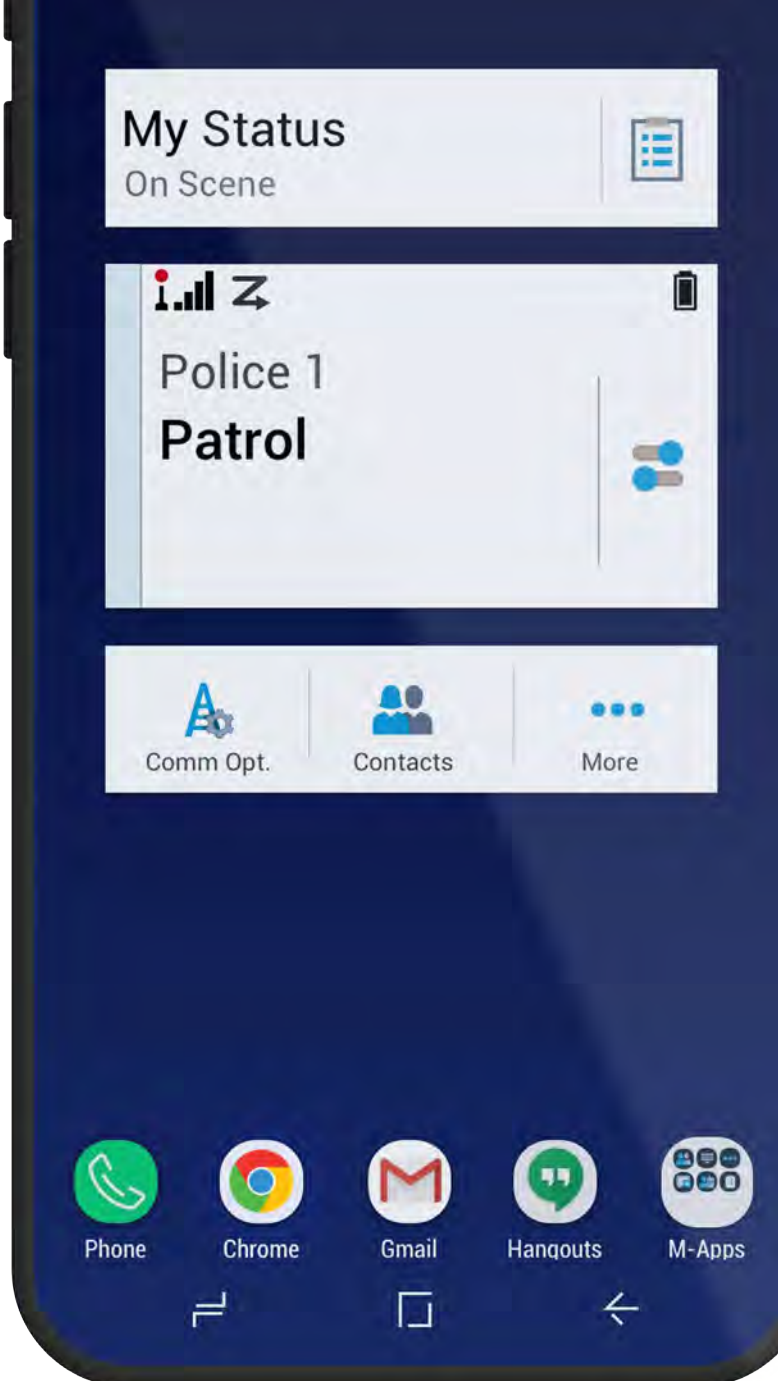 My Status
On Scene
Police 1
Patrol
Comm Opt.
Contacts
More
Phone
Chrome
Gmail
Hangouts
M-Apps